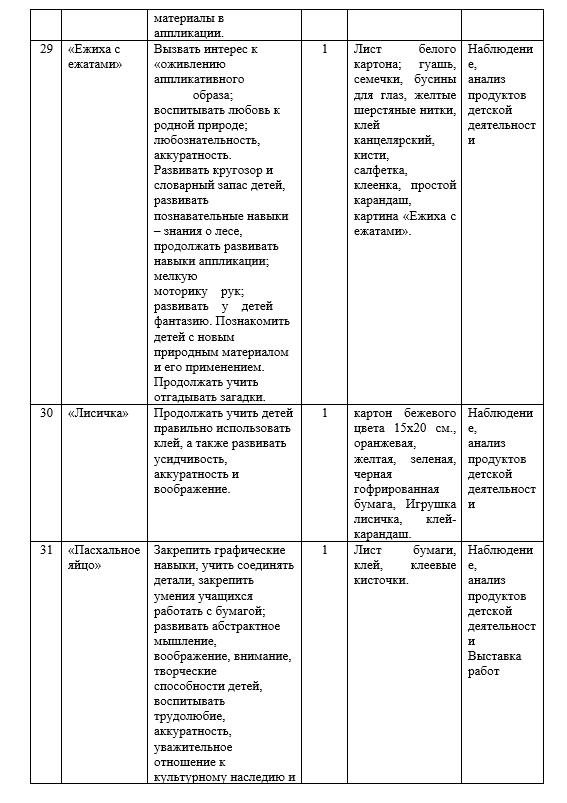 материалы в
аппликации.
29
«Ежиха с
ежатами»
Вызвать интерес к
«оживлению
аппликативного
образа;
воспитывать любовь к
родной природе;
любознательность,
аккуратность.
Развивать кругозор и
словарный запас детей,
развивать
познавательные навыки
– знания о лесе,
продолжать развивать
навыки аппликации;
мелкую
моторику рук;
развивать у детей
фантазию. Познакомить
детей с новым
природным материалом
и его применением.
Продолжать учить
отгадывать загадки.
1
Лист белого
картона; гуашь,
семечки, бусины
для глаз, желтые
шерстяные нитки,
клей
канцелярский,
кисти,
салфетка,
клеенка, простой
карандаш,
картина «Ежиха с
ежатами».
Наблюдени
е,
анализ
продуктов
детской
деятельност
и
30
«Лисичка»
Продолжать учить детей
правильно использовать
клей, а также развивать
усидчивость,
аккуратность и
воображение.
1
картон бежевого
цвета 15х20 см.,
оранжевая,
желтая, зеленая,
черная
гофрированная
бумага, Игрушка
лисичка, клей-
карандаш.
Наблюдени
е,
анализ
продуктов
детской
деятельност
и
31
«Пасхальное
яйцо»
Закрепить графические
навыки, учить соединять
детали, закрепить
умения учащихся
работать с бумагой;
развивать абстрактное
мышление,
воображение, внимание,
творческие
способности детей,
воспитывать
трудолюбие,
аккуратность,
уважительное
отношение к
культурному наследию и
1
Лист бумаги,
клей, клеевые
кисточки.
Наблюдени
е,
анализ
продуктов
детской
деятельност
и
Выставка
работ